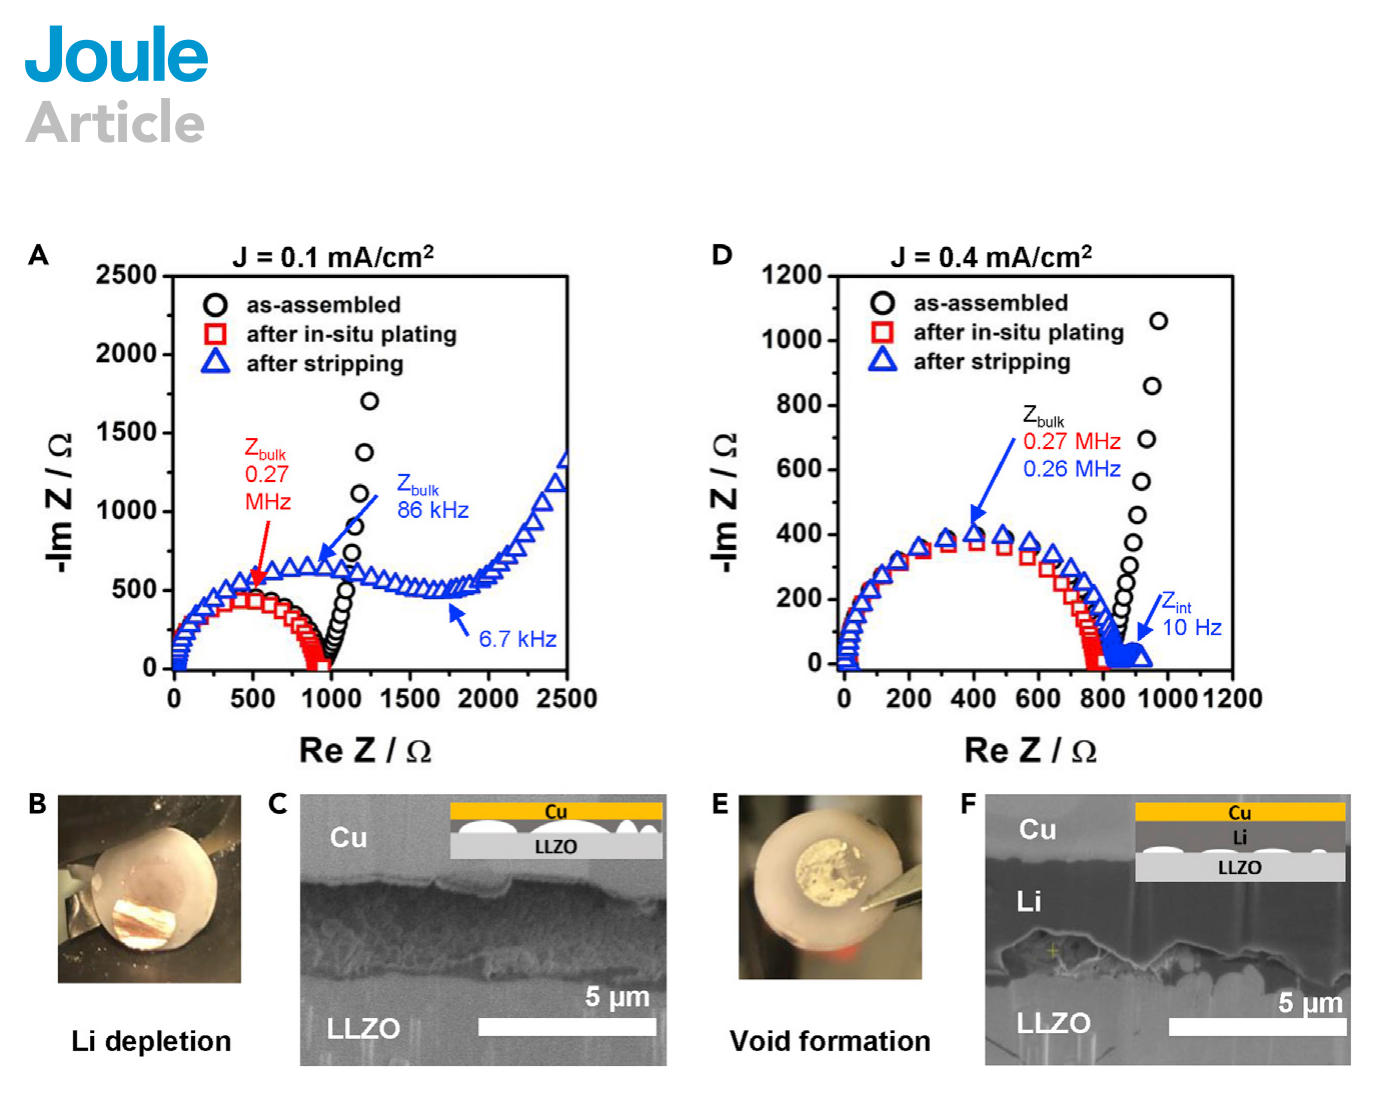 Joule
Article
A
J = 0.1 mA/cm²
2500
2000
1500
1000
500
0
-Im Z / Ω
as-assembled
after in-situ plating
after stripping
Zbulk
0.27
MHz
Zbulk
86 kHz
6.7 kHz
0 500 1000 1500 2000 2500
Re Z / Ω
D
J = 0.4 mA/cm²
1200
1000
800
600
400
200
0
-Im Z / Ω
as-assembled
after in-situ plating
after stripping
Zbulk
0.27 MHz
0.26 MHz
Zint
10 Hz
0 200 400 600 800 1000 1200
Re Z / Ω
B
Li depletion
C
Cu
Cu
LLZO
5 µm
LLZO
E
Void formation
F
Cu
Cu
Li
LLZO
Li
5 µm
LLZO